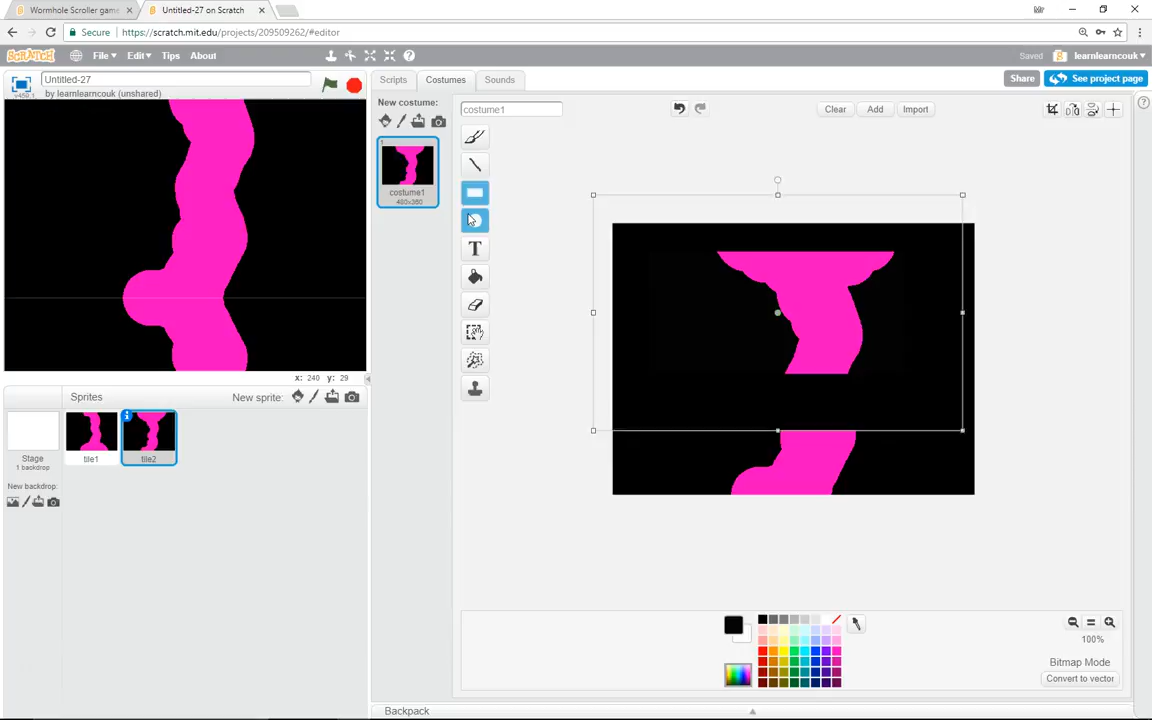 Wormhole Scroller game
Untitled-27 on Scratch
Secure
https://scratch.mit.edu/projects/209509262/#editor
SCRATCH
File
Edit
Tips
About
Saved
learnlearncouk
Untitled-27
by learnlearncouk (unshared)
v459.1
Scripts
Costumes
Sounds
Share
See project page
New costume:
costume1
Clear
Add
Import
1
costume1
480x360
T
x: 240 y: 29
Sprites
New sprite:
Stage
1 backdrop
tile1
tile2
New backdrop:
100%
Bitmap Mode
Convert to vector
Backpack